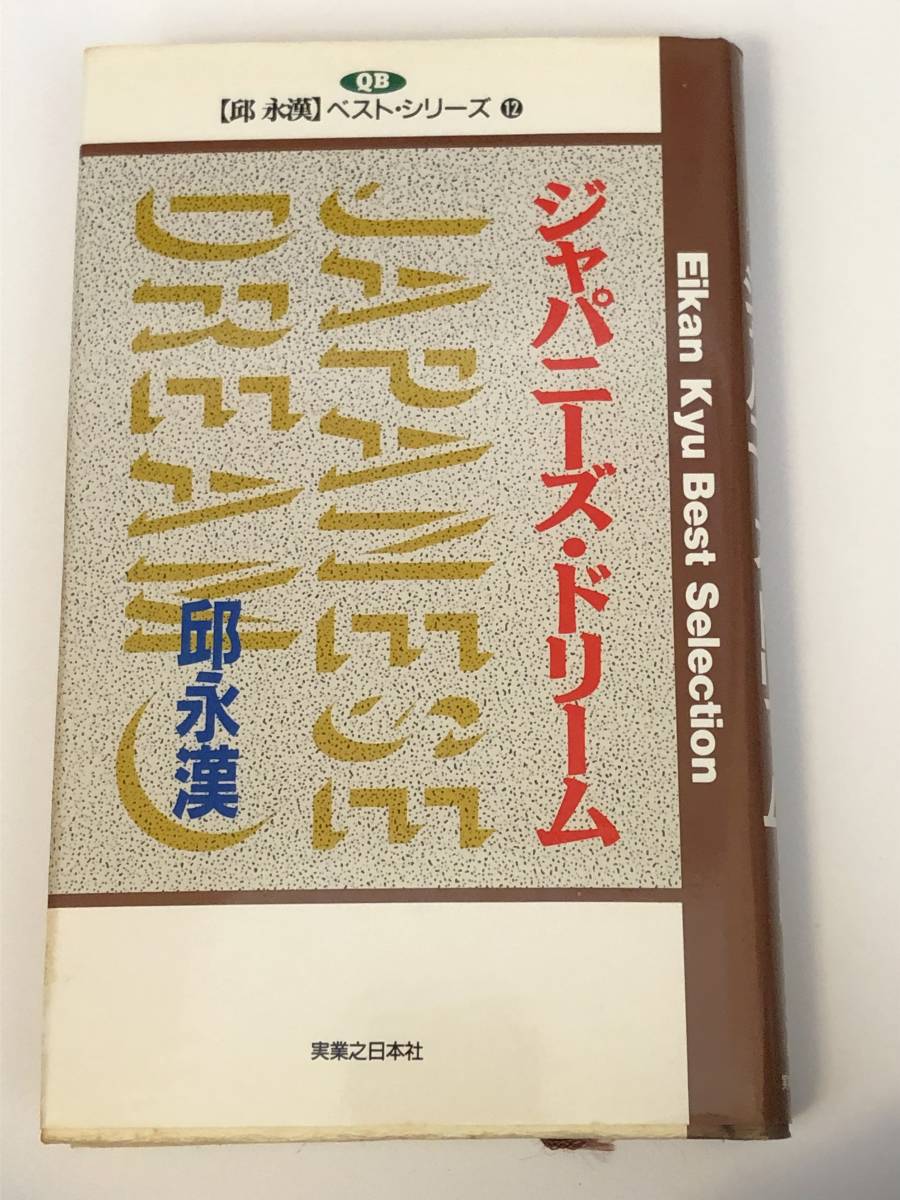 QB
【邱 永漢】ベスト・シリーズ⓬
ジャパニーズ・ドリーム
JAPANESE
DREAM
邱永漢
Eikan Kyu Best Selection
実業之日本社